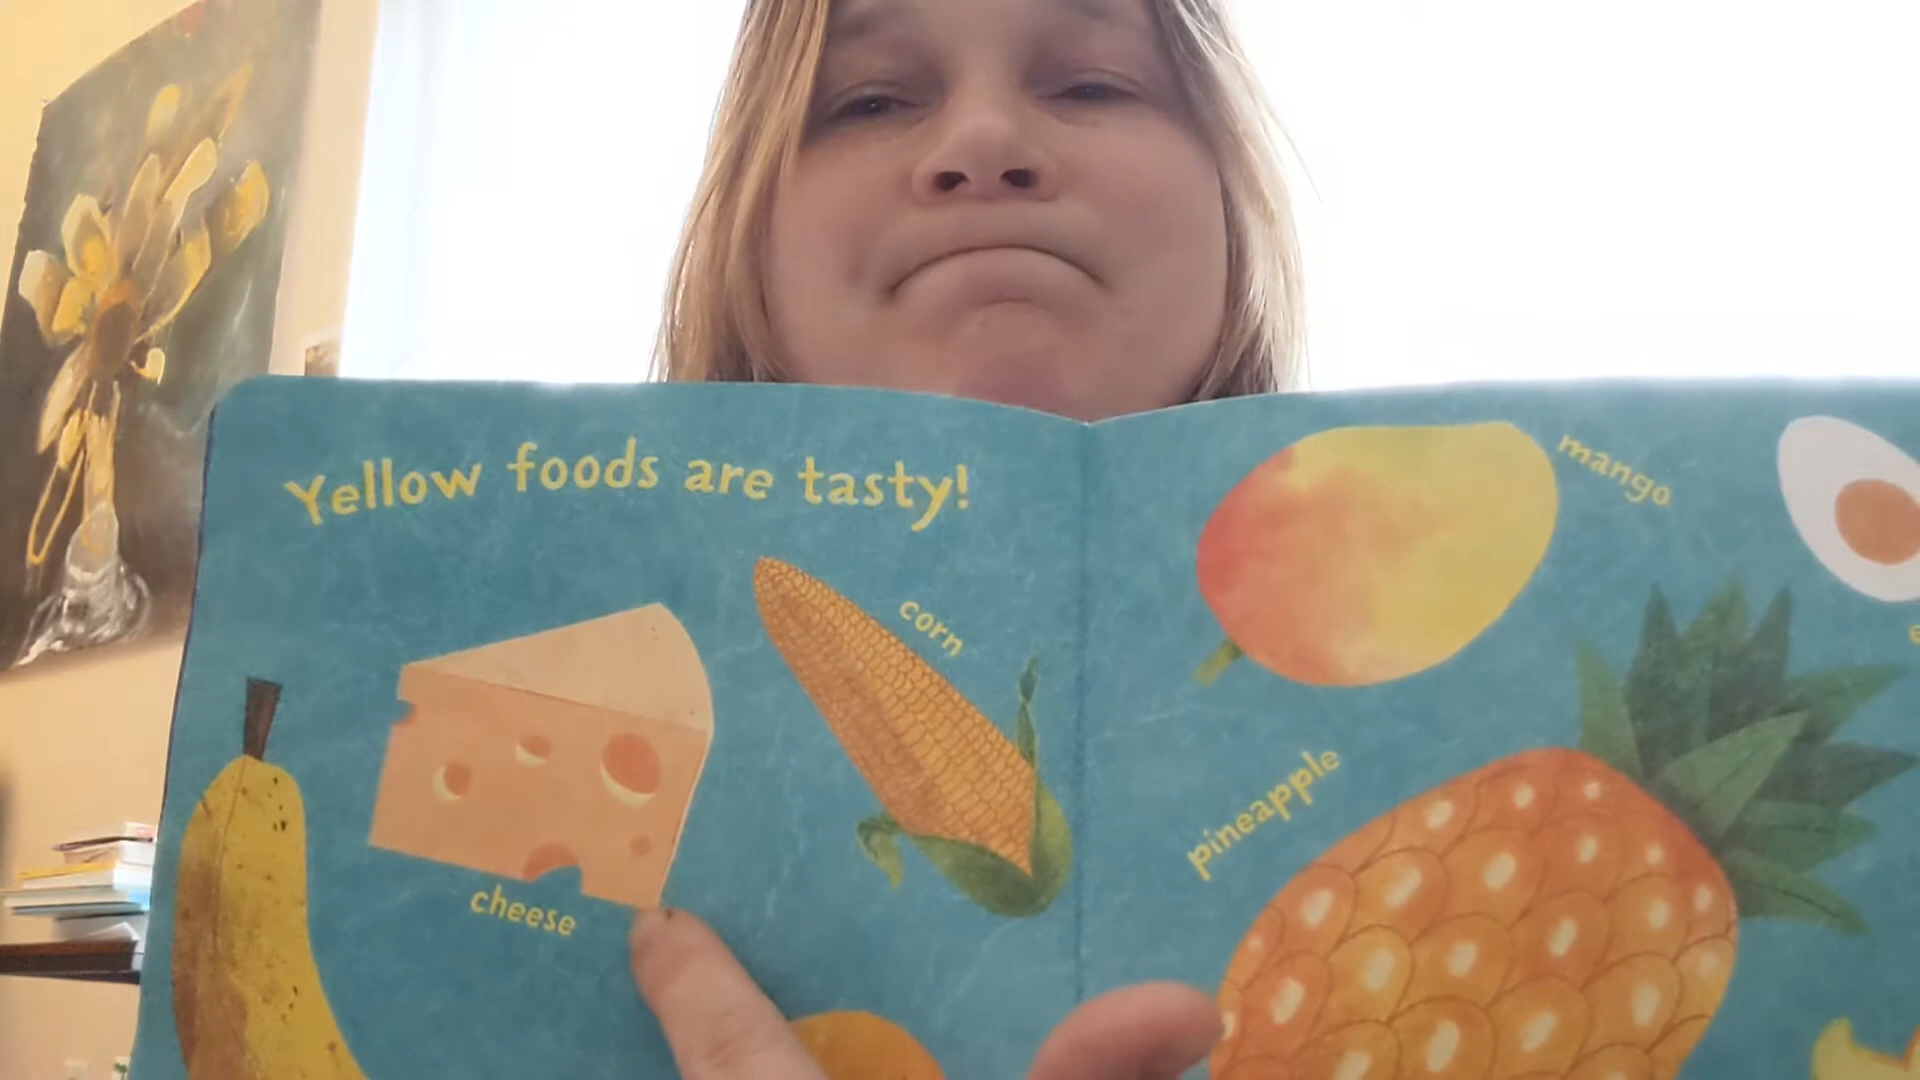 Yellow foods are tasty!
corn
cheese
mango
pineapple